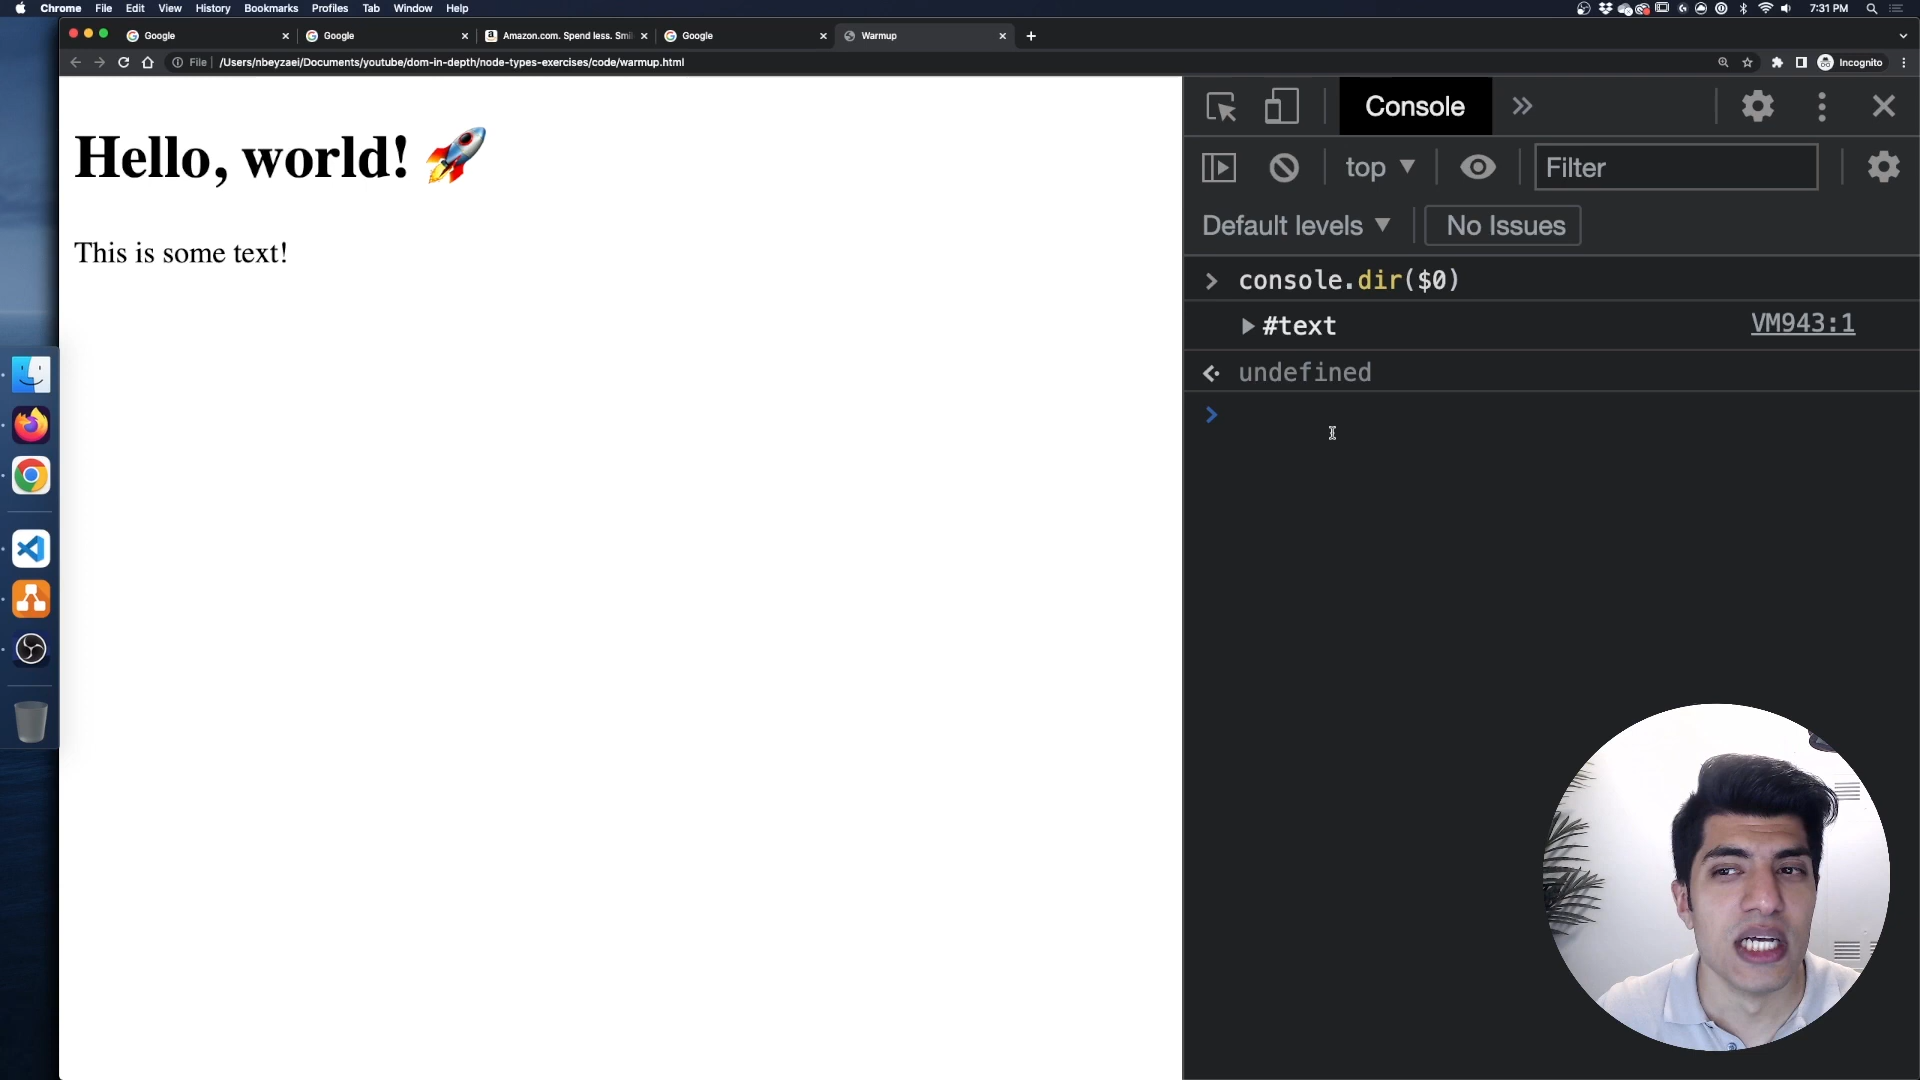 Chrome File Edit View History Bookmarks Profiles Tab Window Help 7:31 PM
Google Google Amazon.com. Spend less. Smi Google Warmup
File /Users/nbeyzaei/Documents/youtube/dom-in-depth/node-types-exercises/code/warmup.html Incognito
Hello, world! 🚀
This is some text!
Console
top Filter
Default levels No Issues
console.dir($0)
#text VM943:1
undefined